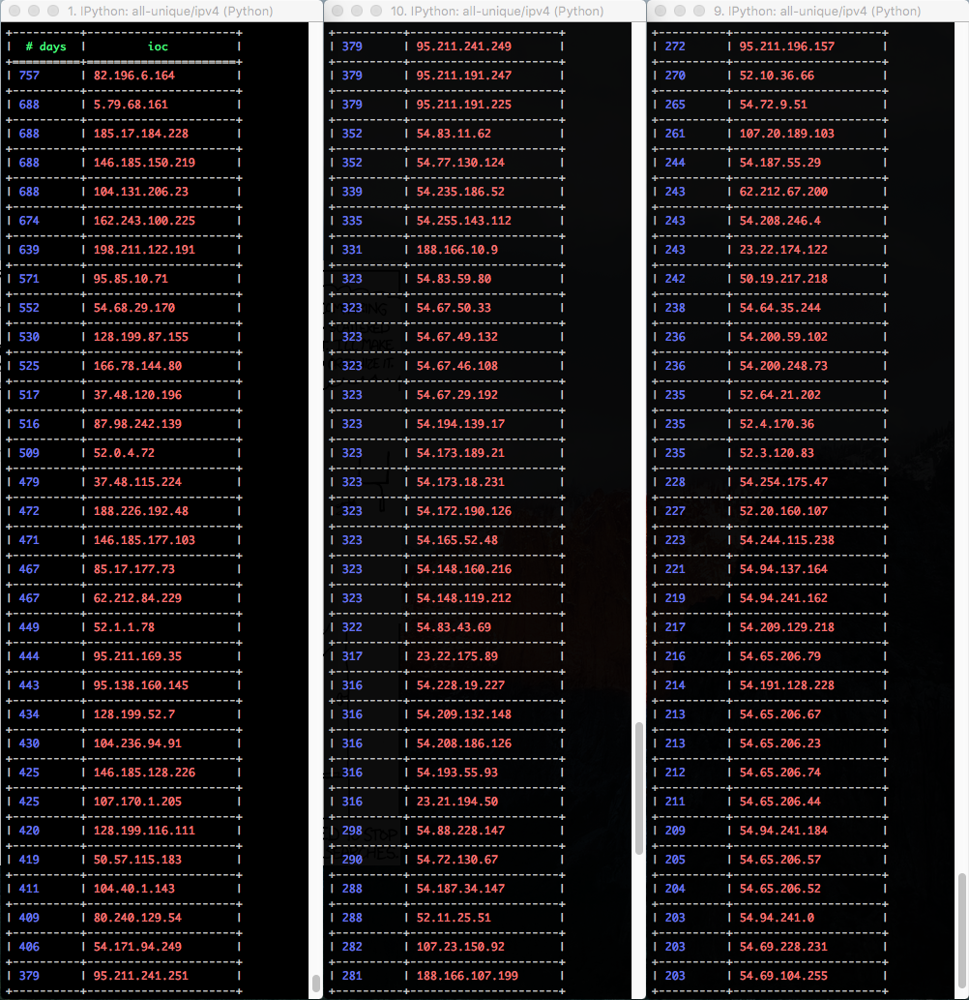 1. IPython: all-unique/ipv4 (Python)
# days | ioc
757 | 82.196.6.164
688 | 5.79.68.161
688 | 185.17.184.228
688 | 146.185.150.219
688 | 104.131.206.23
674 | 162.243.100.225
639 | 198.211.122.191
571 | 95.85.10.71
552 | 54.68.29.170
530 | 128.199.87.155
525 | 166.78.144.80
517 | 37.48.120.196
516 | 87.98.242.139
509 | 52.0.4.72
479 | 37.48.115.224
472 | 188.226.192.48
471 | 146.185.177.103
467 | 85.17.177.73
467 | 62.212.84.229
449 | 52.1.1.78
444 | 95.211.169.35
443 | 95.138.160.145
434 | 128.199.52.7
430 | 104.236.94.91
425 | 146.185.128.226
425 | 107.170.1.205
420 | 128.199.116.111
419 | 50.57.115.183
411 | 104.40.1.143
409 | 80.240.129.54
406 | 54.171.94.249
379 | 95.211.241.251
10. IPython: all-unique/ipv4 (Python)
379 | 95.211.241.249
379 | 95.211.191.247
379 | 95.211.191.225
352 | 54.83.11.62
352 | 54.77.130.124
339 | 54.235.186.52
335 | 54.255.143.112
331 | 188.166.10.9
323 | 54.83.59.80
323 | 54.67.50.33
323 | 54.67.49.132
323 | 54.67.46.108
323 | 54.67.29.192
323 | 54.194.139.17
323 | 54.173.189.21
323 | 54.173.18.231
323 | 54.172.190.126
323 | 54.165.52.48
323 | 54.148.160.216
323 | 54.148.119.212
322 | 54.83.43.69
317 | 23.22.175.89
316 | 54.228.19.227
316 | 54.209.132.148
316 | 54.208.186.126
316 | 54.193.55.93
316 | 23.21.194.50
298 | 54.88.228.147
290 | 54.72.130.67
288 | 54.187.34.147
288 | 52.11.25.51
282 | 107.23.150.92
281 | 188.166.107.199
9. IPython: all-unique/ipv4 (Python)
272 | 95.211.196.157
270 | 52.10.36.66
265 | 54.72.9.51
261 | 107.20.189.103
244 | 54.187.55.29
243 | 62.212.67.200
243 | 54.208.246.4
243 | 23.22.174.122
242 | 50.19.217.218
238 | 54.64.35.244
236 | 54.200.59.102
236 | 54.200.248.73
235 | 52.64.21.202
235 | 52.4.170.36
235 | 52.3.120.83
228 | 54.254.175.47
227 | 52.20.160.107
223 | 54.244.115.238
221 | 54.94.137.164
219 | 54.94.241.162
217 | 54.209.129.218
216 | 54.65.206.79
214 | 54.191.128.228
213 | 54.65.206.67
213 | 54.65.206.23
212 | 54.65.206.74
211 | 54.65.206.44
209 | 54.94.241.184
205 | 54.65.206.57
204 | 54.65.206.52
203 | 54.94.241.0
203 | 54.69.228.231
203 | 54.69.104.255